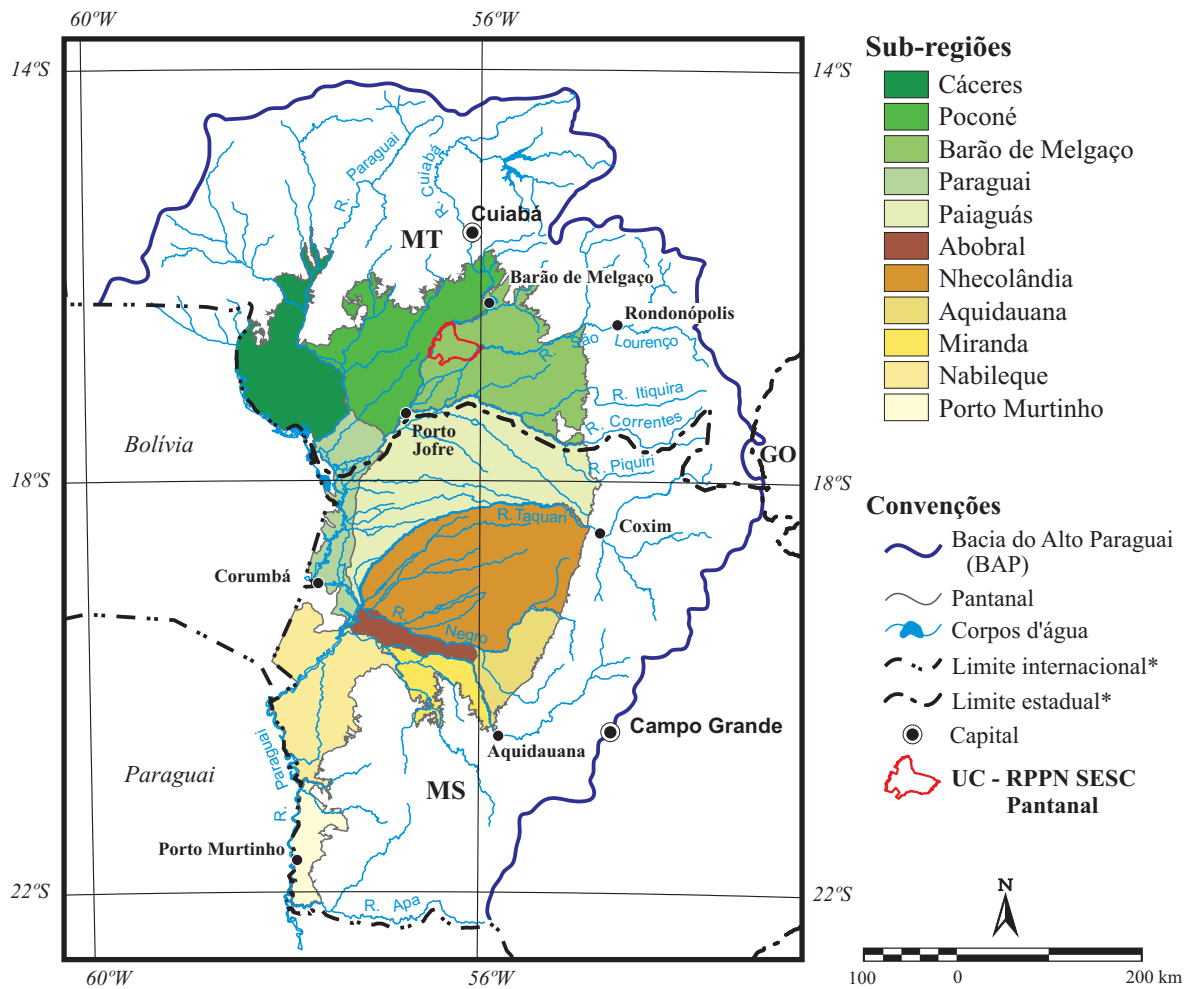 60ºW
56ºW
14ºS
14ºS
R. Paraguai
R. Cuiabá
Cuiabá
MT
Barão de Melgaço
Rondonópolis
R. São Lourenço
R. Itiquira
R. Correntes
Porto
Jofre
Bolívia
GO
R. Piquiri
18ºS
18ºS
R. Taquari
Coxim
Corumbá
R. Negro
Campo Grande
Aquidauana
Paraguai
R. Paraguai
MS
Porto Murtinho
22ºS
22ºS
R. Apa
60ºW
56ºW
Sub-regiões
Cáceres
Poconé
Barão de Melgaço
Paraguai
Paiaguás
Abobral
Nhecolândia
Aquidauana
Miranda
Nabileque
Porto Murtinho
Convenções
Bacia do Alto Paraguai
(BAP)
Pantanal
Corpos d'água
Limite internacional*
Limite estadual*
Capital
UC - RPPN SESC
Pantanal
N
100 0 200 km